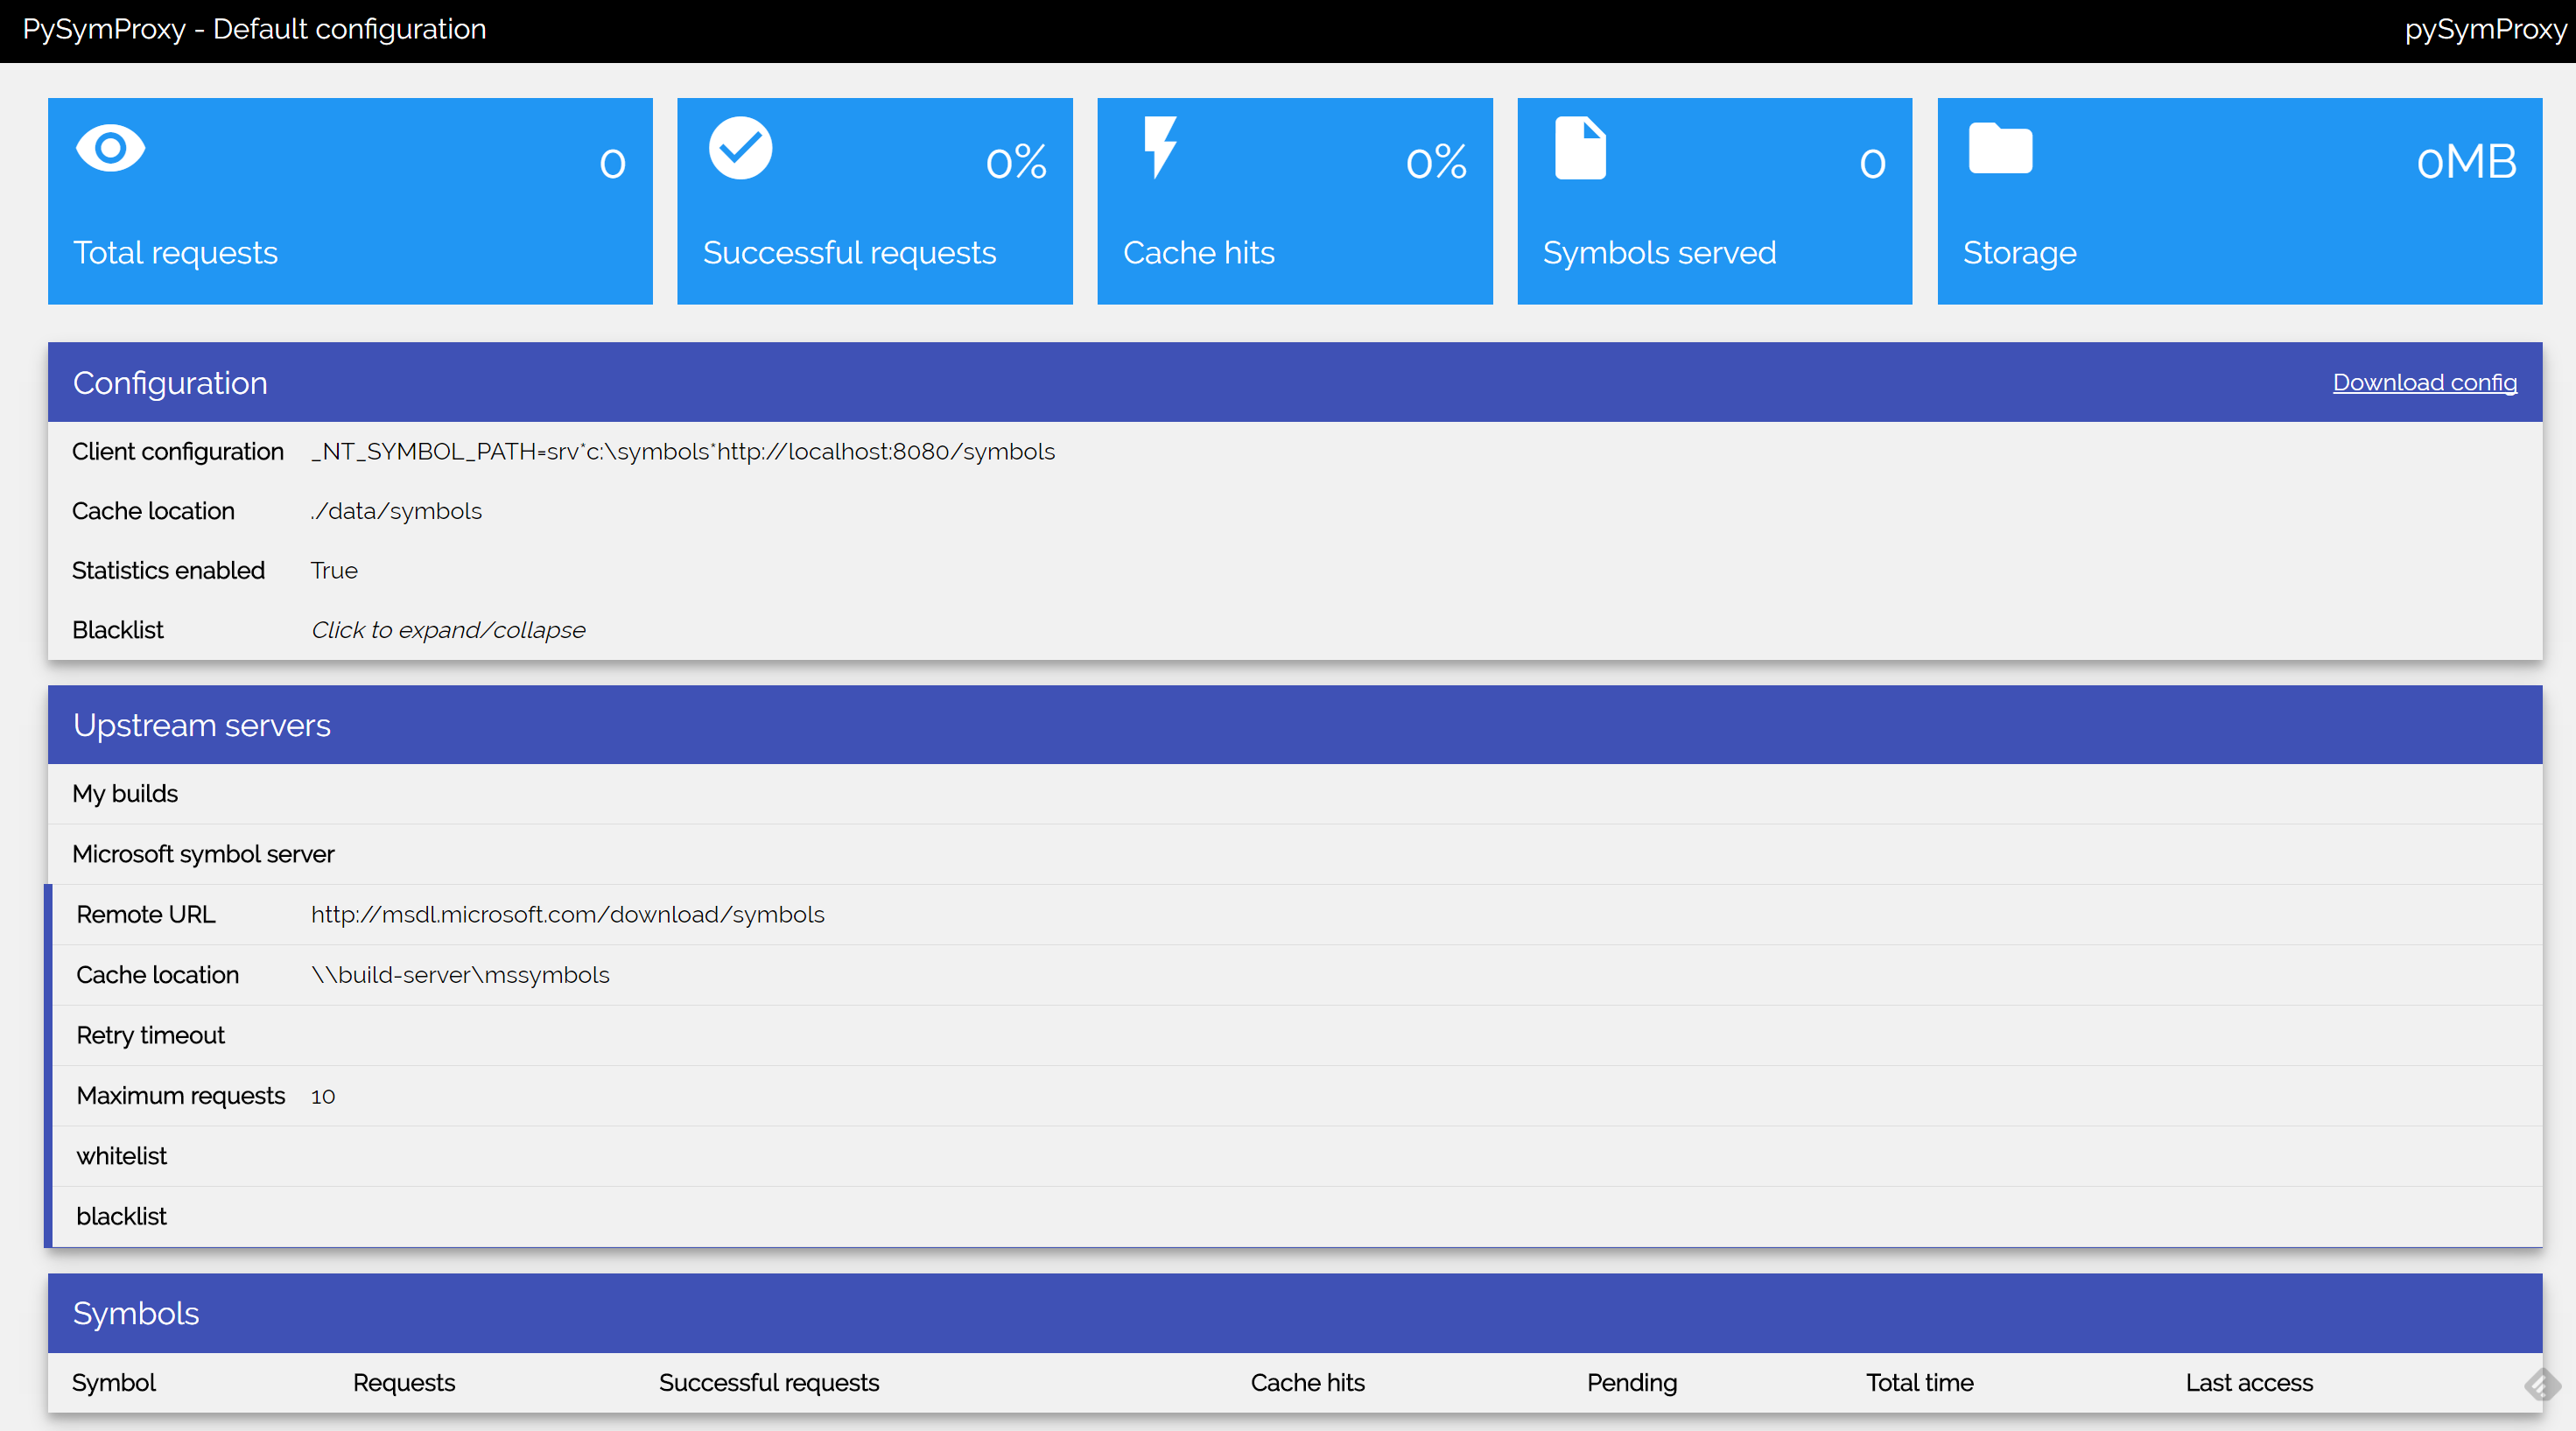 PySymProxy - Default configuration
pySymProxy
0
Total requests
0%
Successful requests
0%
Cache hits
0
Symbols served
0MB
Storage
Configuration
Download config
Client configuration _NT_SYMBOL_PATH=srv*c:\symbols*http://localhost:8080/symbols
Cache location ./data/symbols
Statistics enabled True
Blacklist Click to expand/collapse
Upstream servers
My builds
Microsoft symbol server
Remote URL http://msdl.microsoft.com/download/symbols
Cache location \\build-server\mssymbols
Retry timeout
Maximum requests 10
whitelist
blacklist
Symbols
Symbol Requests Successful requests Cache hits Pending Total time Last access